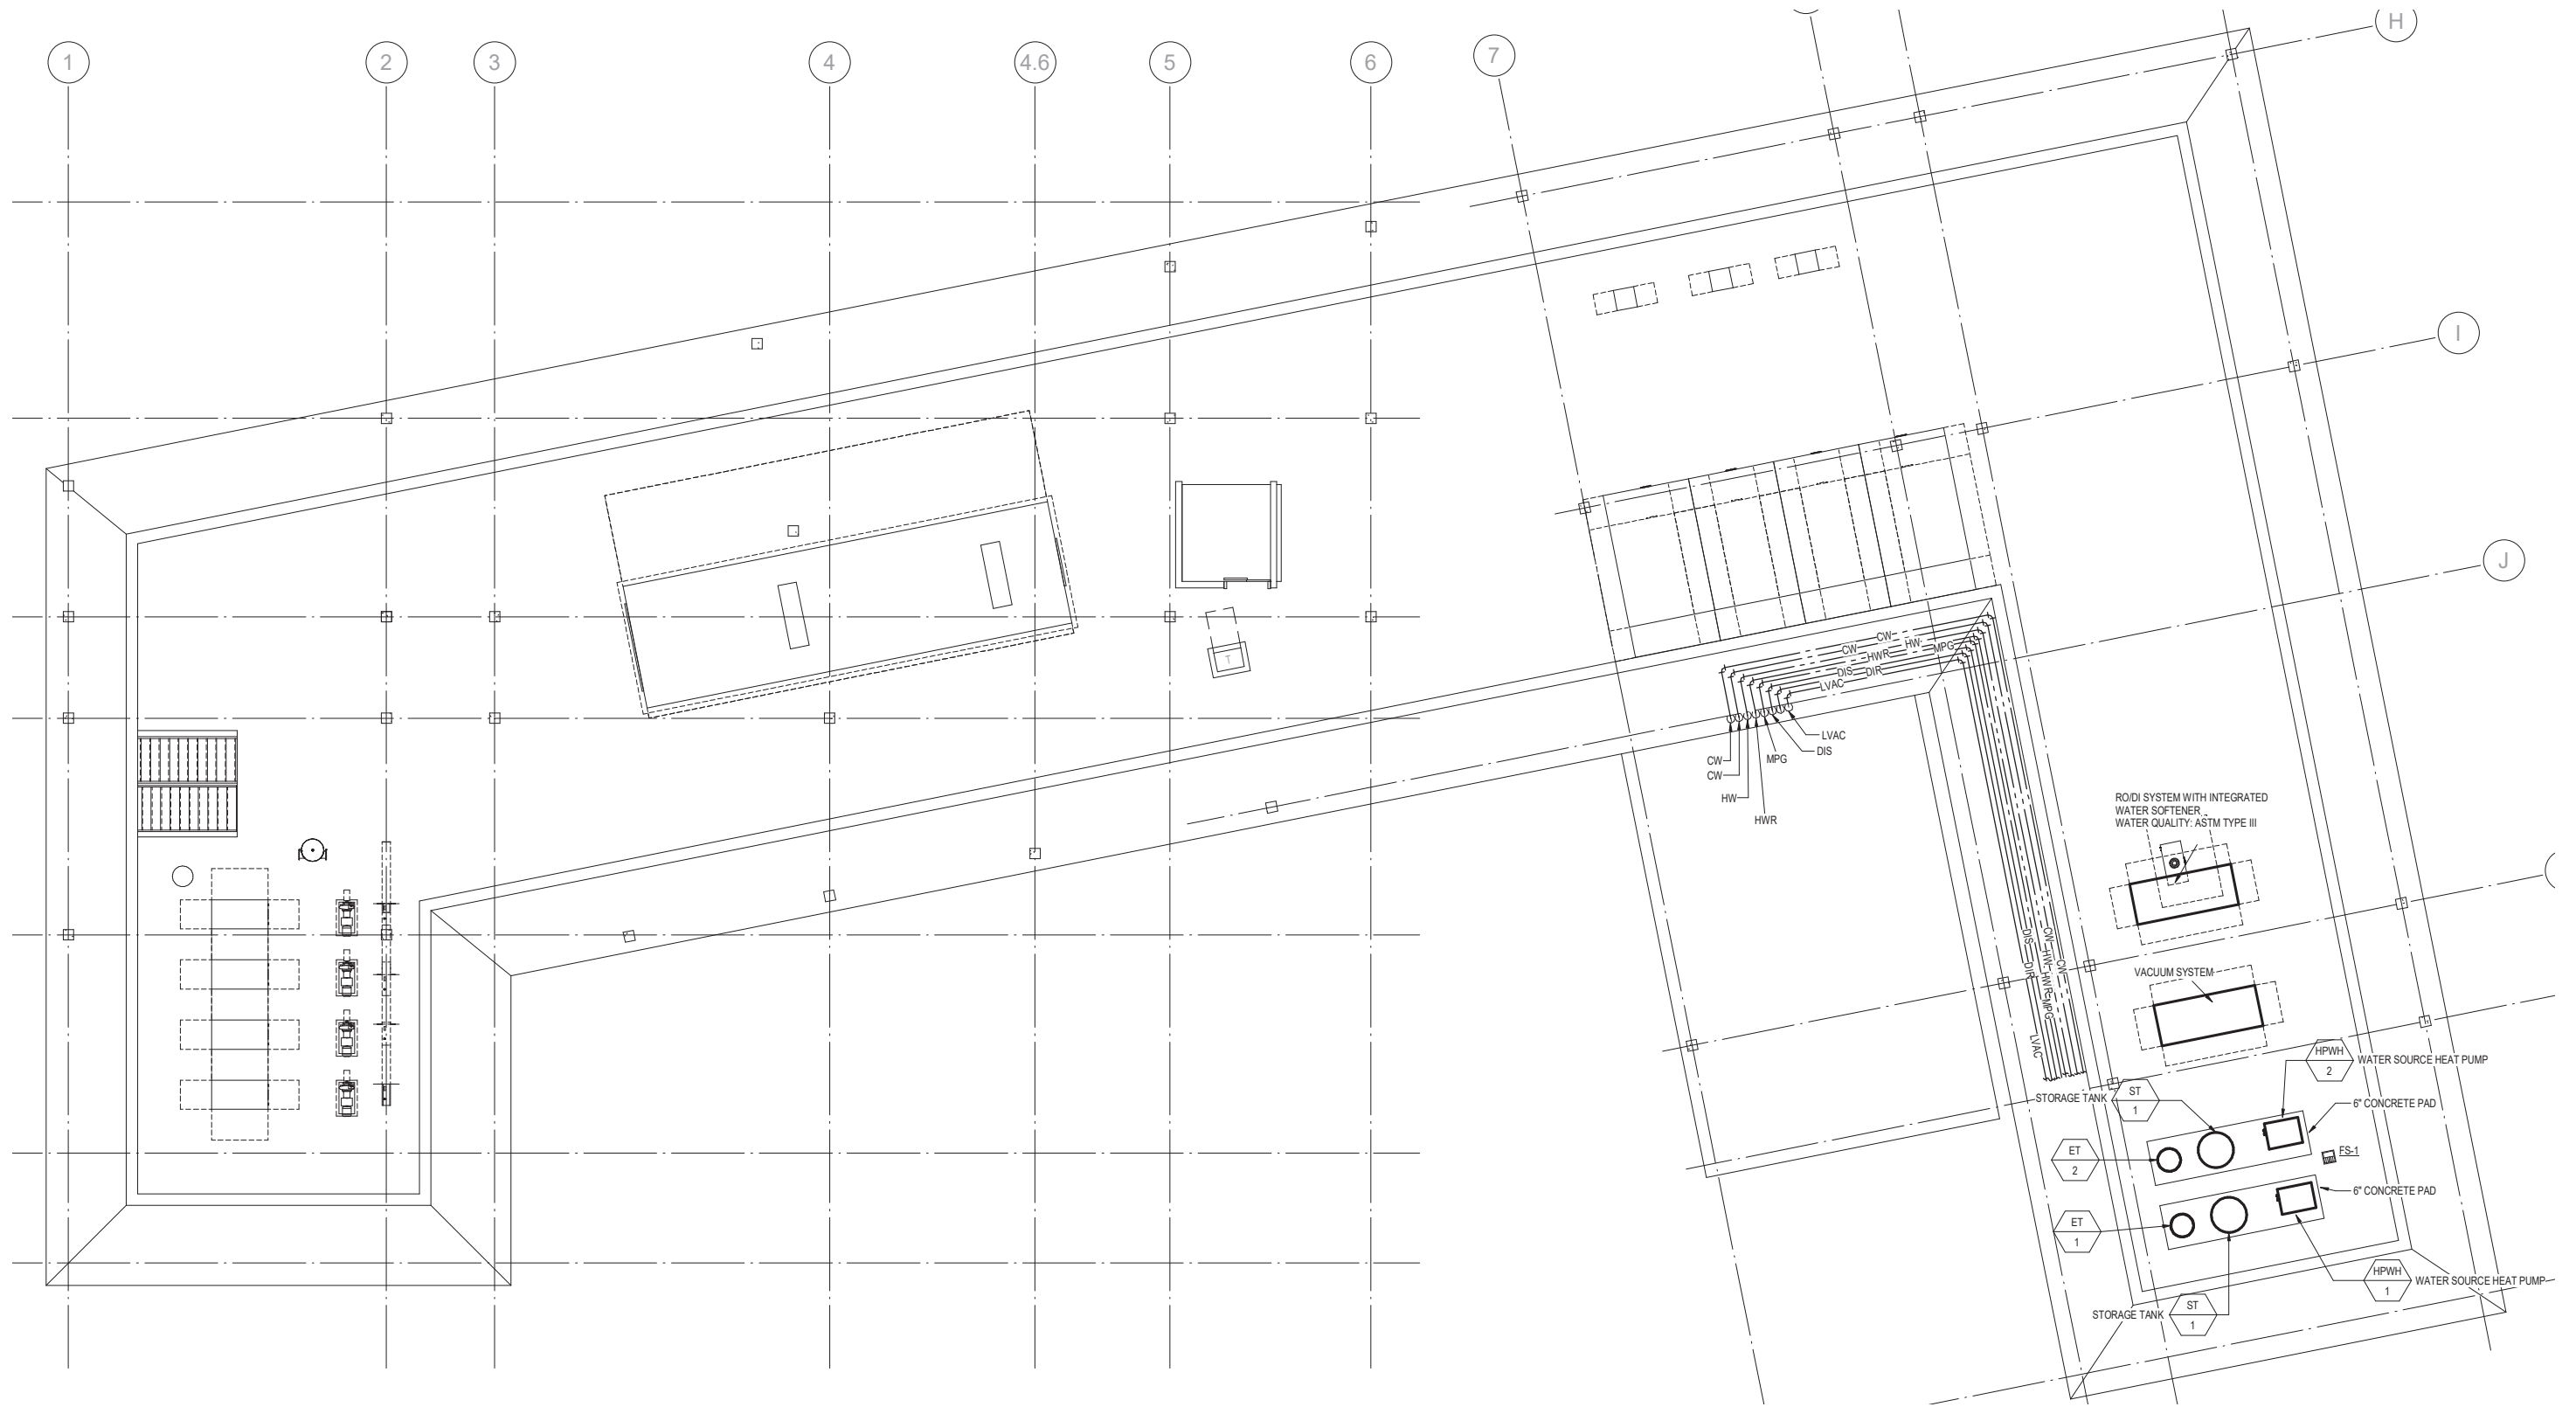 H
1
2
3
4
4.6
5
6
7
I
J
T
CW
HW
CW
HWR
MPG
DIS
DIR
LVAC
LVAC
DIS
MPG
CW
CW
HW
HWR
RO/DI SYSTEM WITH INTEGRATED
WATER SOFTENER
WATER QUALITY: ASTM TYPE III
DIS
DIR
LVAC
CW
HW
HWR
MPG
CW
VACUUM SYSTEM
HPWH
2
WATER SOURCE HEAT PUMP
STORAGE TANK
ST
1
6" CONCRETE PAD
ET
2
FS-1
6" CONCRETE PAD
ET
1
HPWH
1
WATER SOURCE HEAT PUMP
STORAGE TANK
ST
1